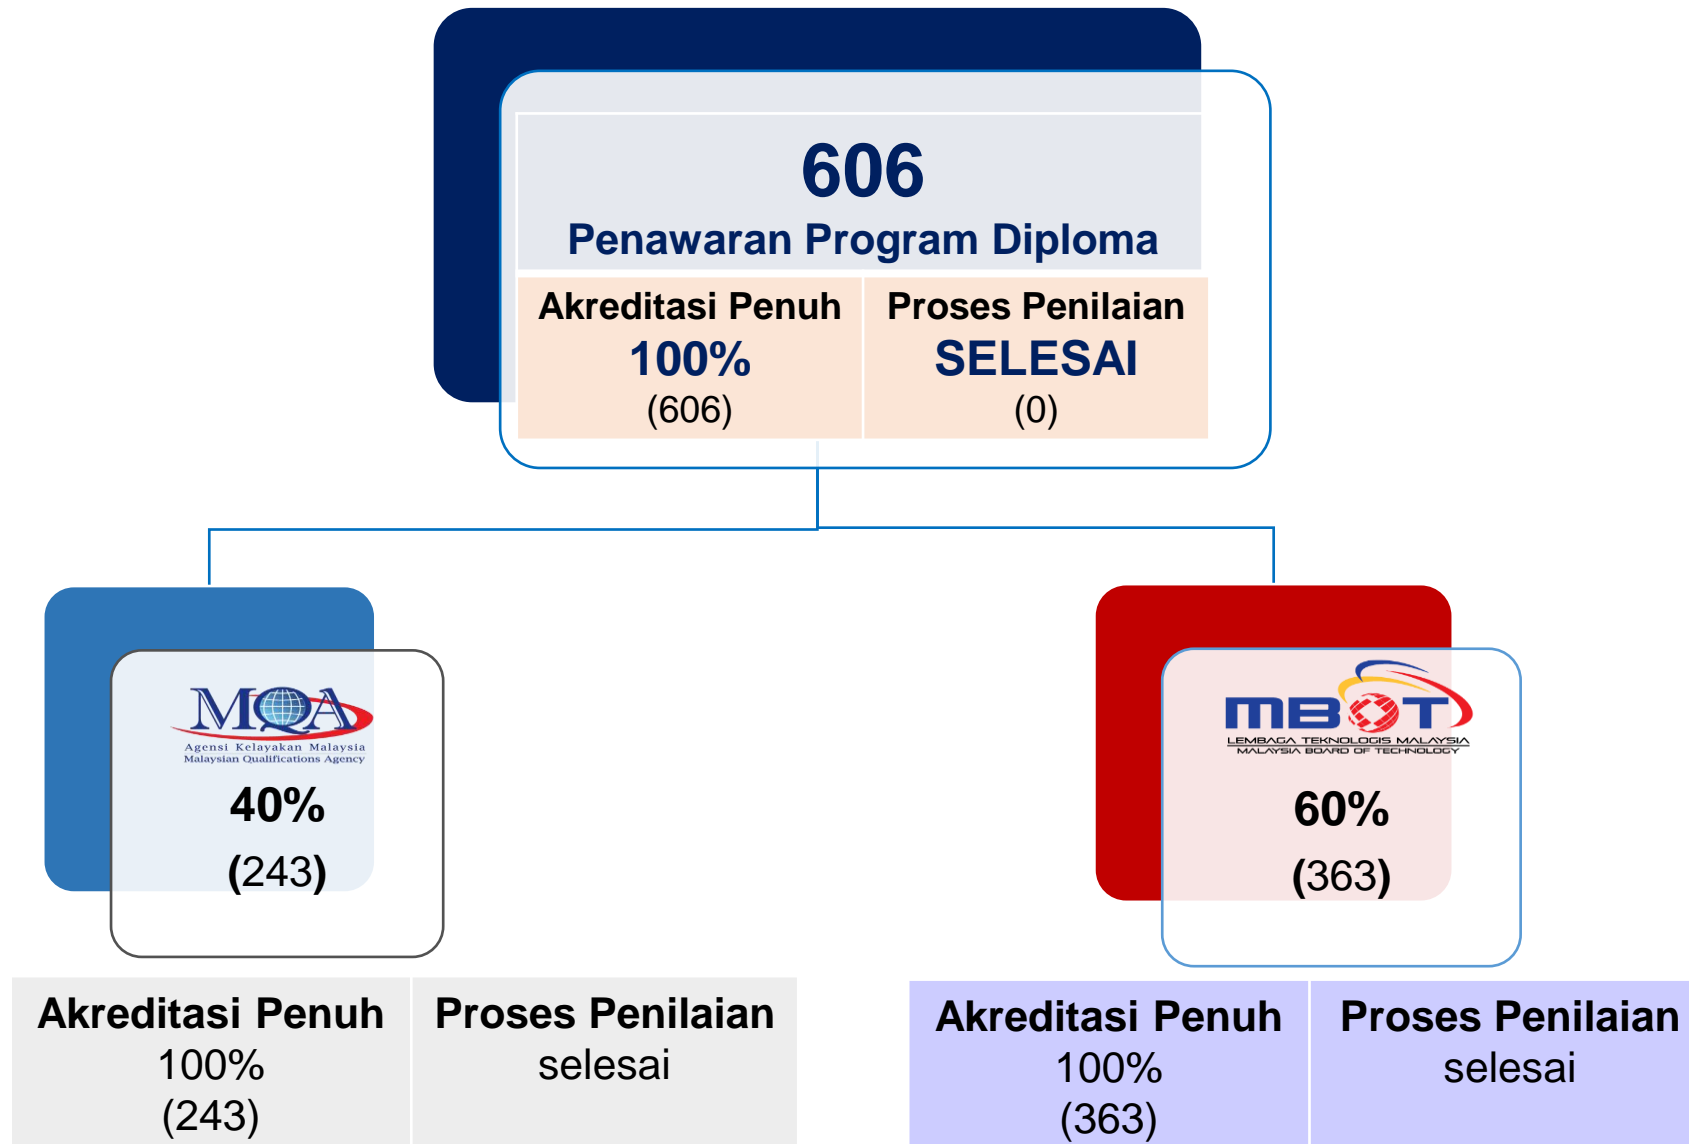 606
Penawaran Program Diploma
Akreditasi Penuh
100%
(606)
Proses Penilaian
SELESAI
(0)
MQA
Agensi Kelayakan Malaysia
Malaysian Qualifications Agency
40%
(243)
MBOT
LEMBAGA TEKNOLOGIS MALAYSIA
MALAYSIA BOARD OF TECHNOLOGY
60%
(363)
Akreditasi Penuh
100%
(243)
Proses Penilaian
selesai
Akreditasi Penuh
100%
(363)
Proses Penilaian
selesai